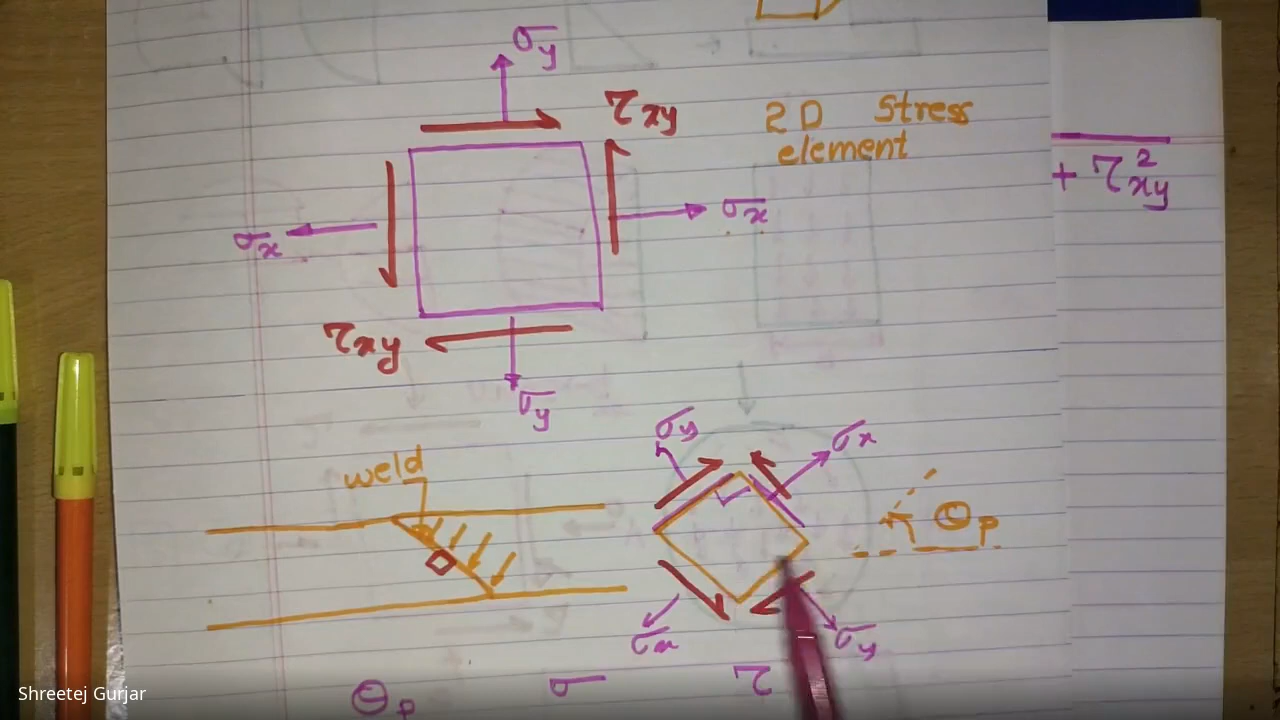 σy
τxy
2D Stress
element
+ τ²xy
σx
σx
τxy
σy
σy
σx
weld
θp
σx
σy
θp
σ
τ
Shreetej Gurjar